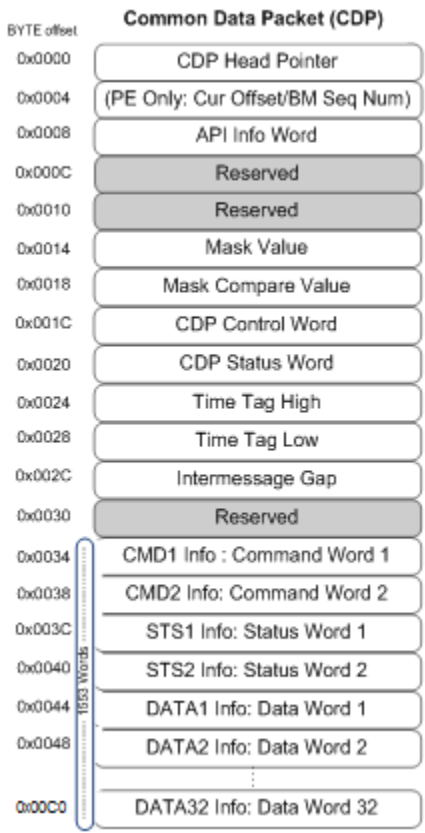 Common Data Packet (CDP)
BYTE offset
0x0000 CDP Head Pointer
0x0004 (PE Only: Cur Offset/BM Seq Num)
0x0008 API Info Word
0x000C Reserved
0x0010 Reserved
0x0014 Mask Value
0x0018 Mask Compare Value
0x001C CDP Control Word
0x0020 CDP Status Word
0x0024 Time Tag High
0x0028 Time Tag Low
0x002C Intermessage Gap
0x0030 Reserved
0x0034 CMD1 Info : Command Word 1
0x0038 CMD2 Info: Command Word 2
0x003C STS1 Info: Status Word 1
0x0040 STS2 Info: Status Word 2
0x0044 DATA1 Info: Data Word 1
0x0048 DATA2 Info: Data Word 2
0x00C0 DATA32 Info: Data Word 32
1553 Words